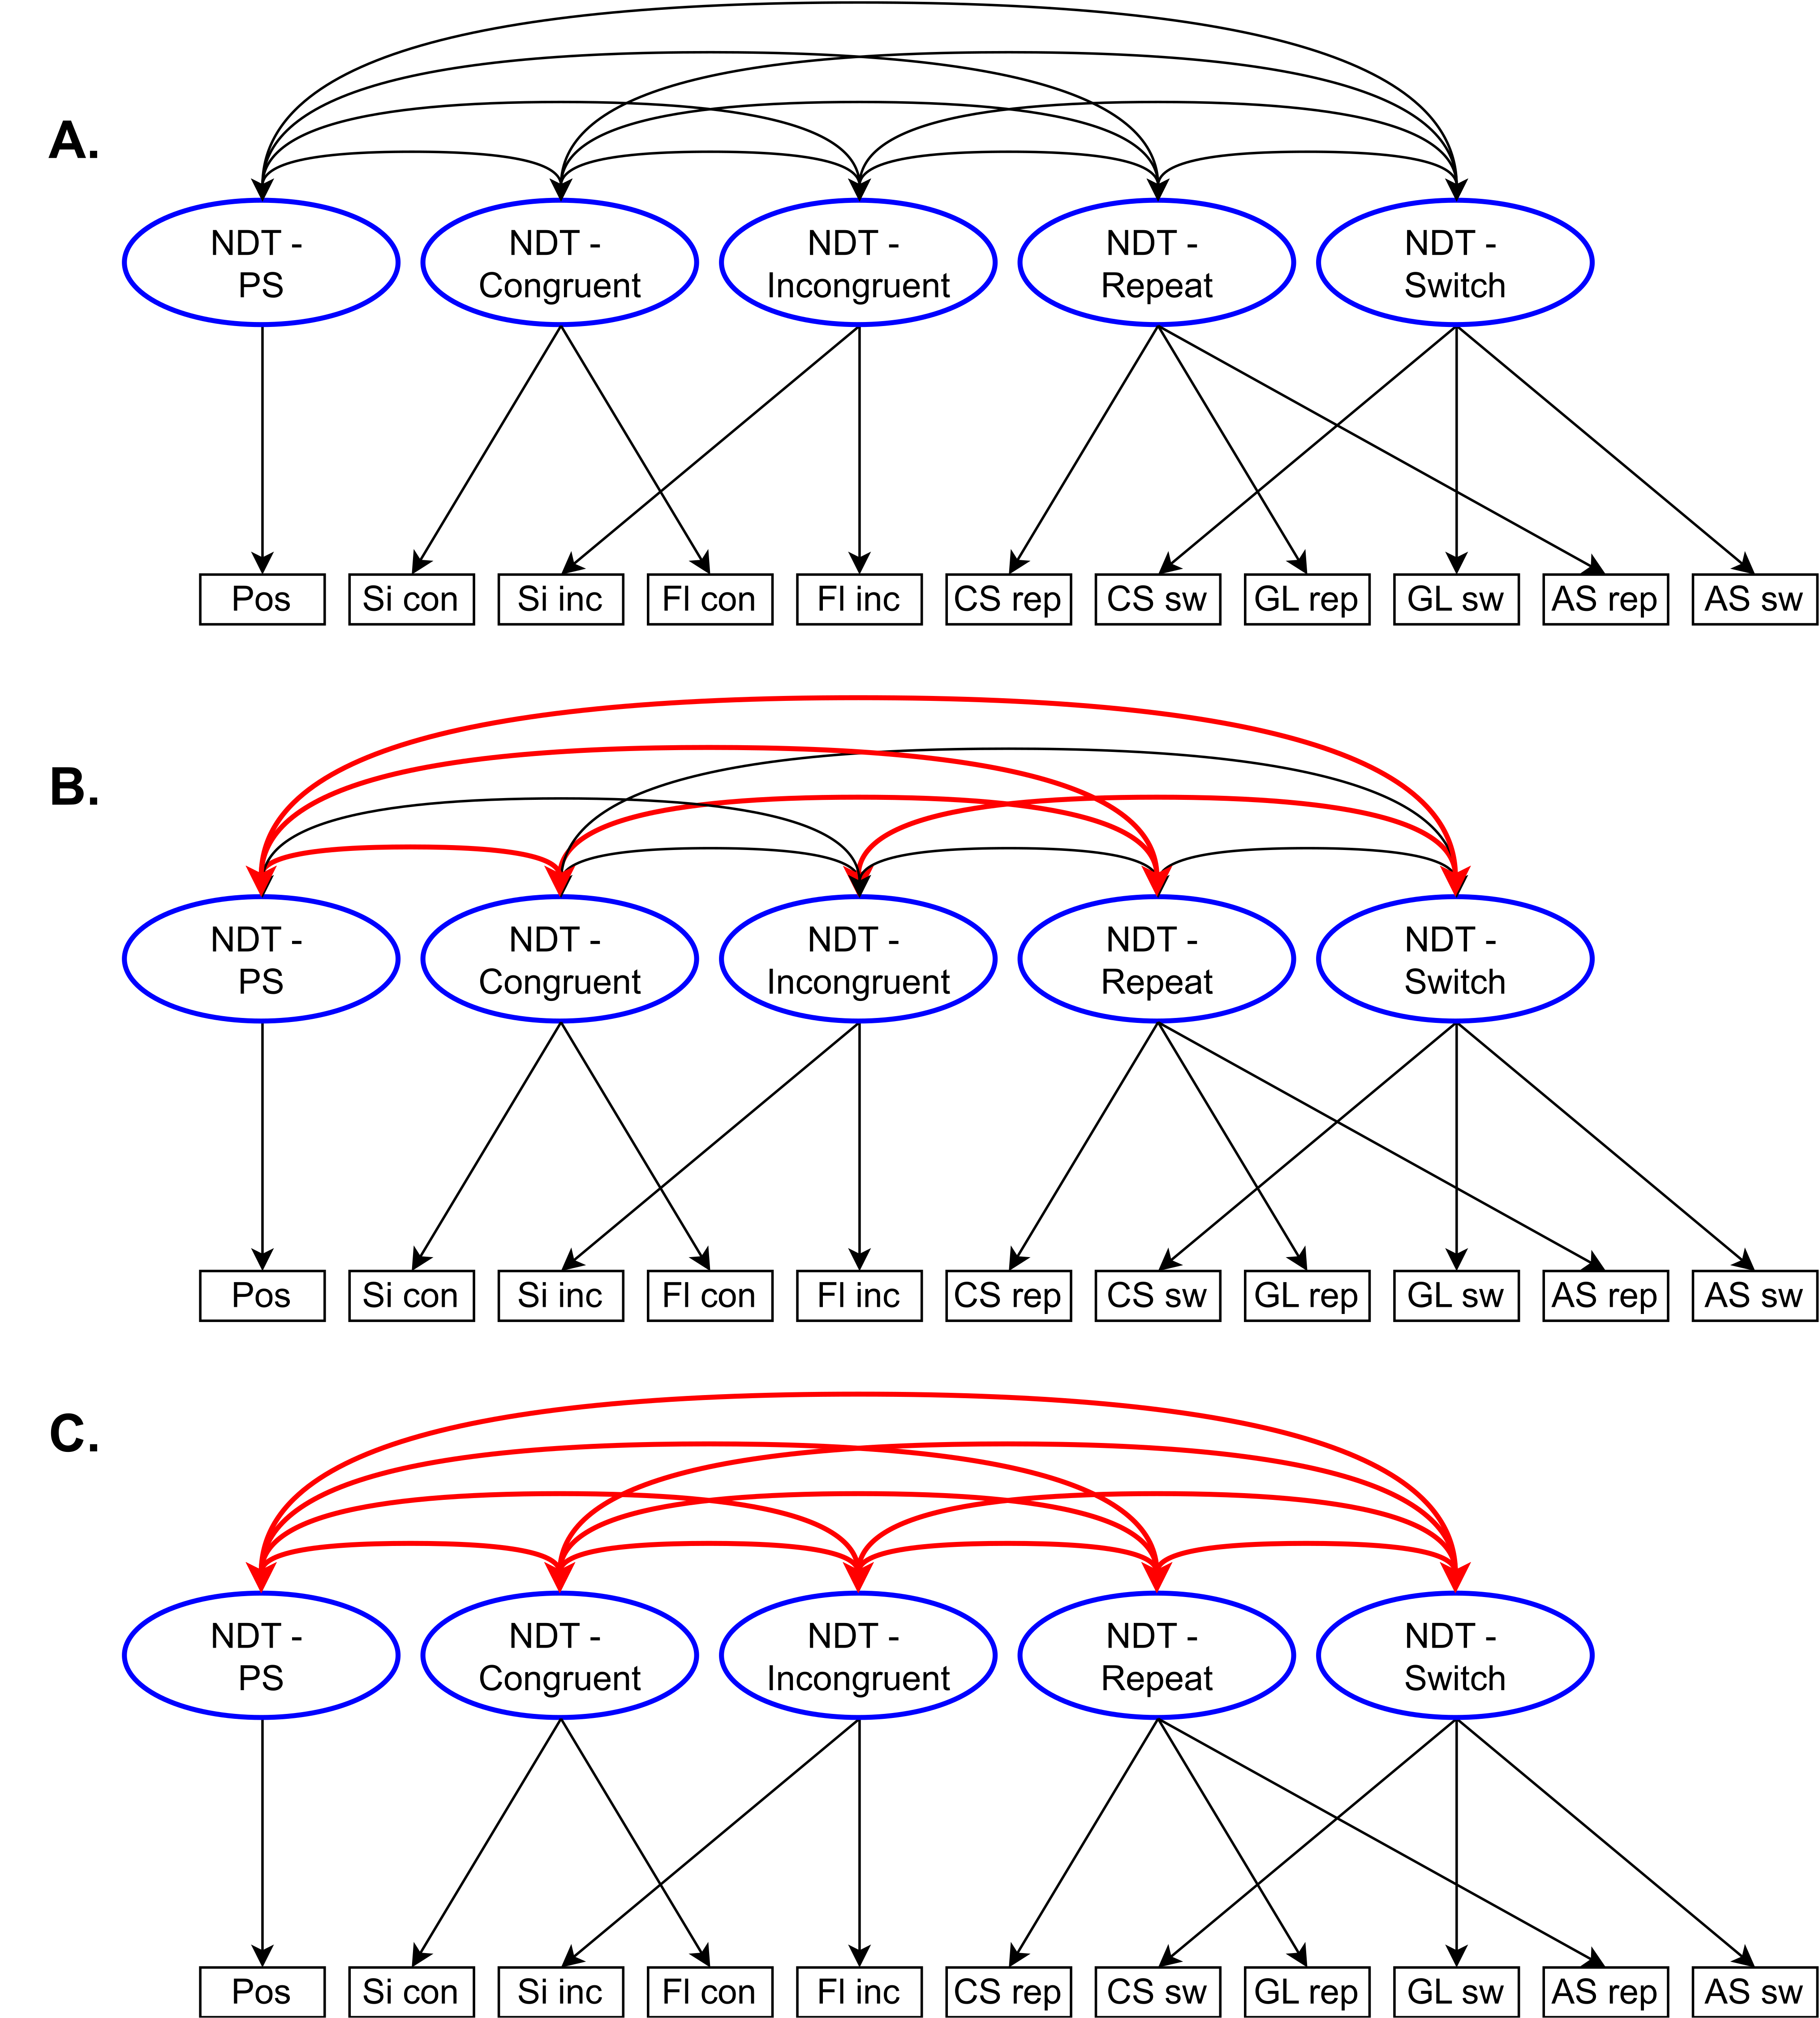 A.
NDT -
PS
NDT -
Congruent
NDT -
Incongruent
NDT -
Repeat
NDT -
Switch
Pos
Si con
Si inc
Fl con
Fl inc
CS rep
CS sw
GL rep
GL sw
AS rep
AS sw
B.
NDT -
PS
NDT -
Congruent
NDT -
Incongruent
NDT -
Repeat
NDT -
Switch
Pos
Si con
Si inc
Fl con
Fl inc
CS rep
CS sw
GL rep
GL sw
AS rep
AS sw
C.
NDT -
PS
NDT -
Congruent
NDT -
Incongruent
NDT -
Repeat
NDT -
Switch
Pos
Si con
Si inc
Fl con
Fl inc
CS rep
CS sw
GL rep
GL sw
AS rep
AS sw